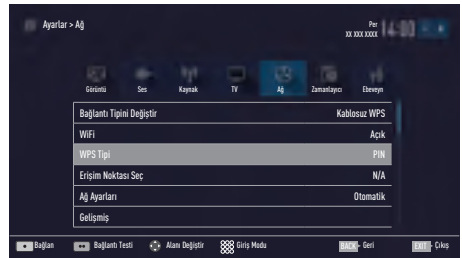 Ayarlar > Ağ
Per
XX XXX XXXX
Görüntü Ses Kaynak TV Ağ Zamanlayıcı Ebeveyn
Bağlantı Tipini Değiştir Kablosuz WPS
WiFi Açık
WPS Tipi PIN
Erişim Noktası Seç N/A
Ağ Ayarları Otomatik
Gelişmiş
Bağlan Bağlantı Testi Alanı Değiştir Giriş Modu BACK - Geri EXIT - Çıkış